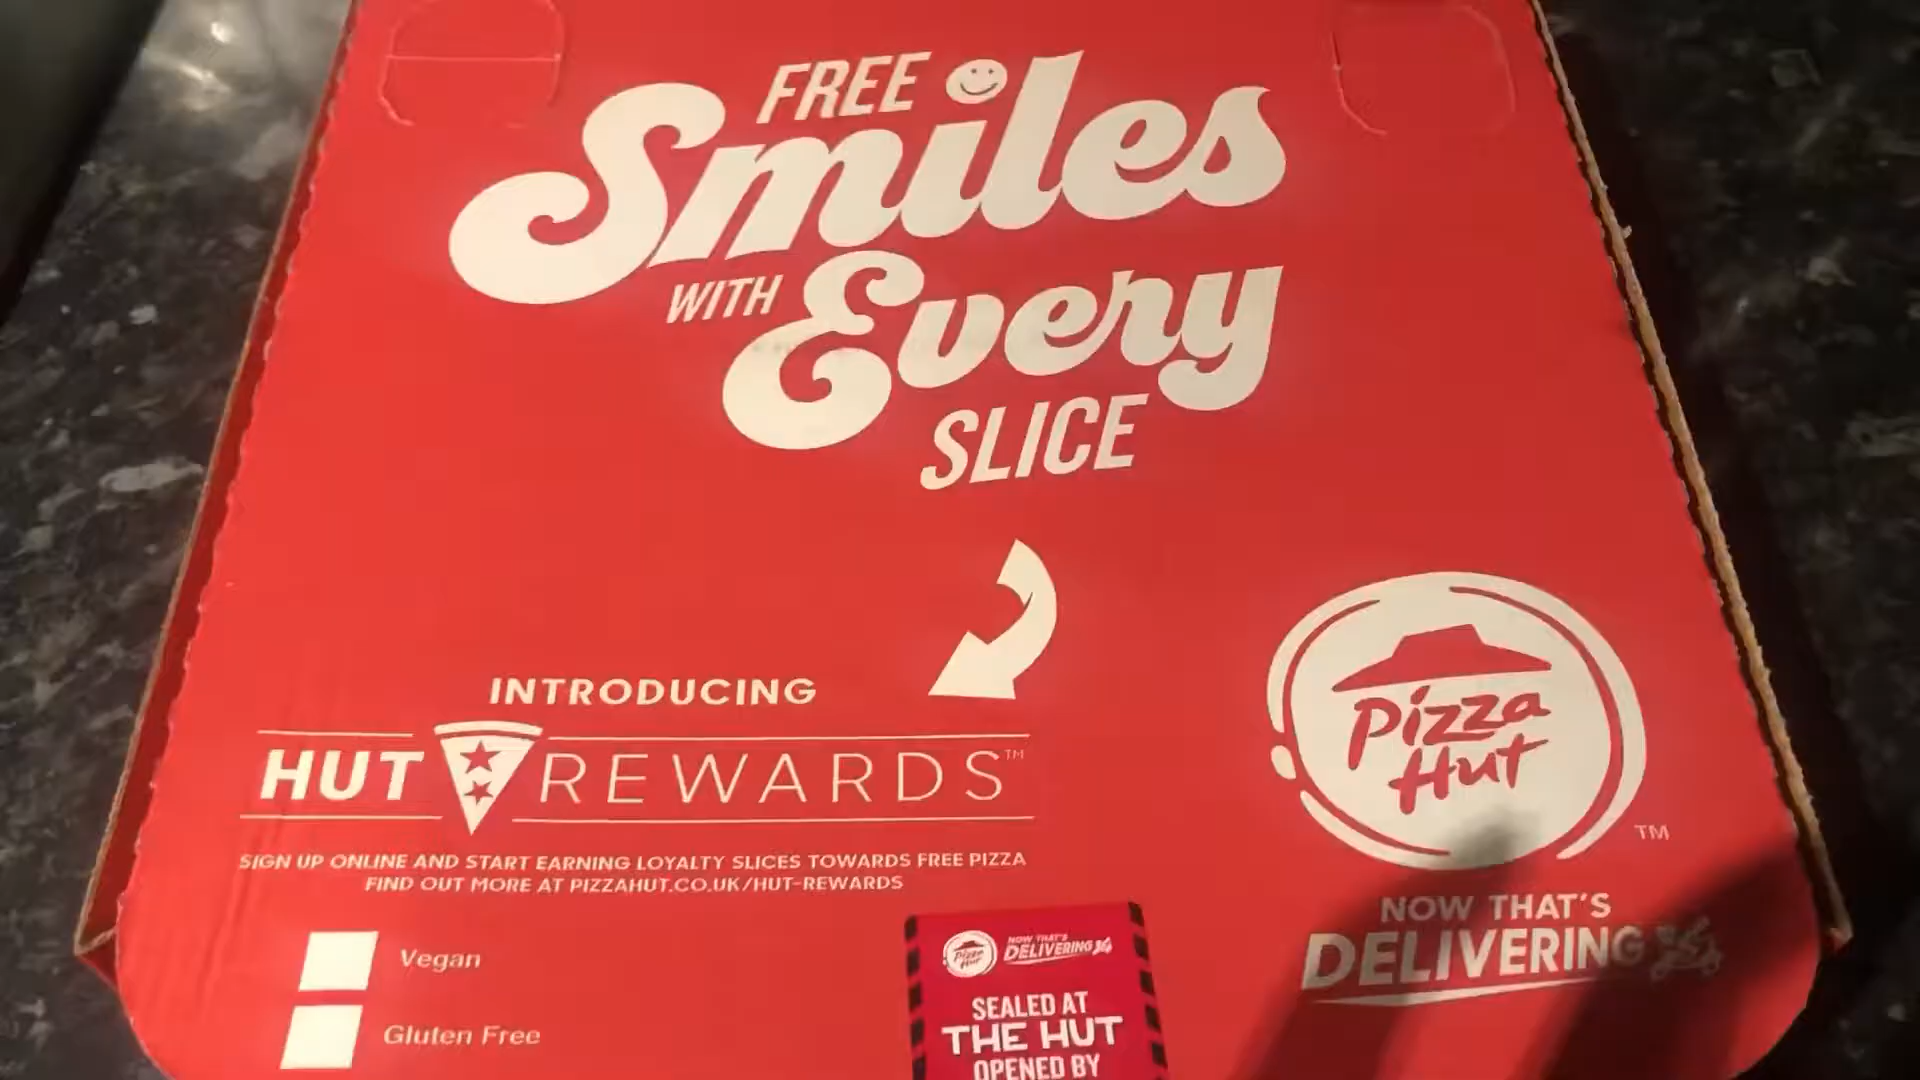 FREE
Smiles
WITH Every
SLICE
INTRODUCING
HUT REWARDS™
SIGN UP ONLINE AND START EARNING LOYALTY SLICES TOWARDS FREE PIZZA
FIND OUT MORE AT PIZZAHUT.CO.UK/HUT-REWARDS
Vegan
Gluten Free
Pizza
Hut
TM
NOW THAT'S
DELIVERING
Pizza
Hut
NOW THAT'S
DELIVERING
SEALED AT
THE HUT
OPENED BY